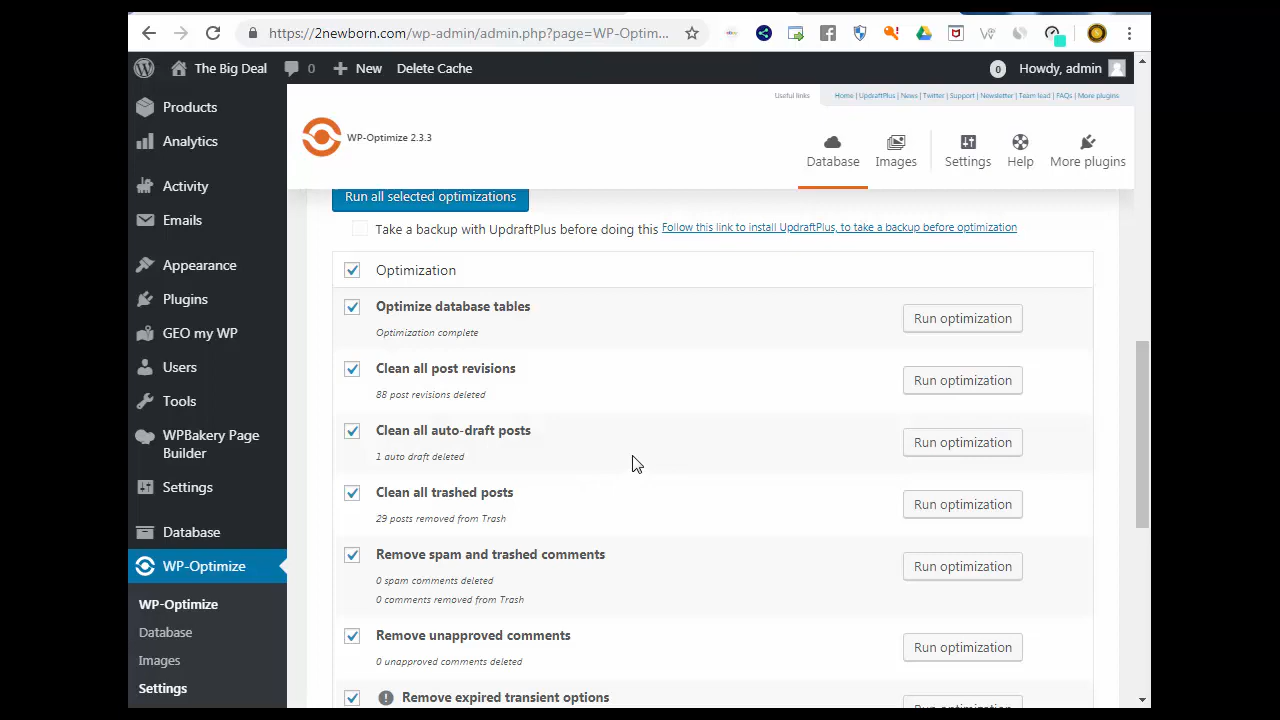 https://2newborn.com/wp-admin/admin.php?page=WP-Optim...
The Big Deal 0 New Delete Cache 0 Howdy, admin
Useful links Home | UpdraftPlus | News | Twitter | Support | Newsletter | Team lead | FAQs | More plugins
WP-Optimize 2.3.3
Database Images Settings Help More plugins
Products
Analytics
Activity
Emails
Appearance
Plugins
GEO my WP
Users
Tools
WPBakery Page
Builder
Settings
Database
WP-Optimize
WP-Optimize
Database
Images
Settings
Run all selected optimizations
Take a backup with UpdraftPlus before doing this Follow this link to install UpdraftPlus, to take a backup before optimization
Optimization
Optimize database tables
Optimization complete
Run optimization
Clean all post revisions
88 post revisions deleted
Run optimization
Clean all auto-draft posts
1 auto draft deleted
Run optimization
Clean all trashed posts
29 posts removed from Trash
Run optimization
Remove spam and trashed comments
0 spam comments deleted
0 comments removed from Trash
Run optimization
Remove unapproved comments
0 unapproved comments deleted
Run optimization
Remove expired transient options
Run optimization